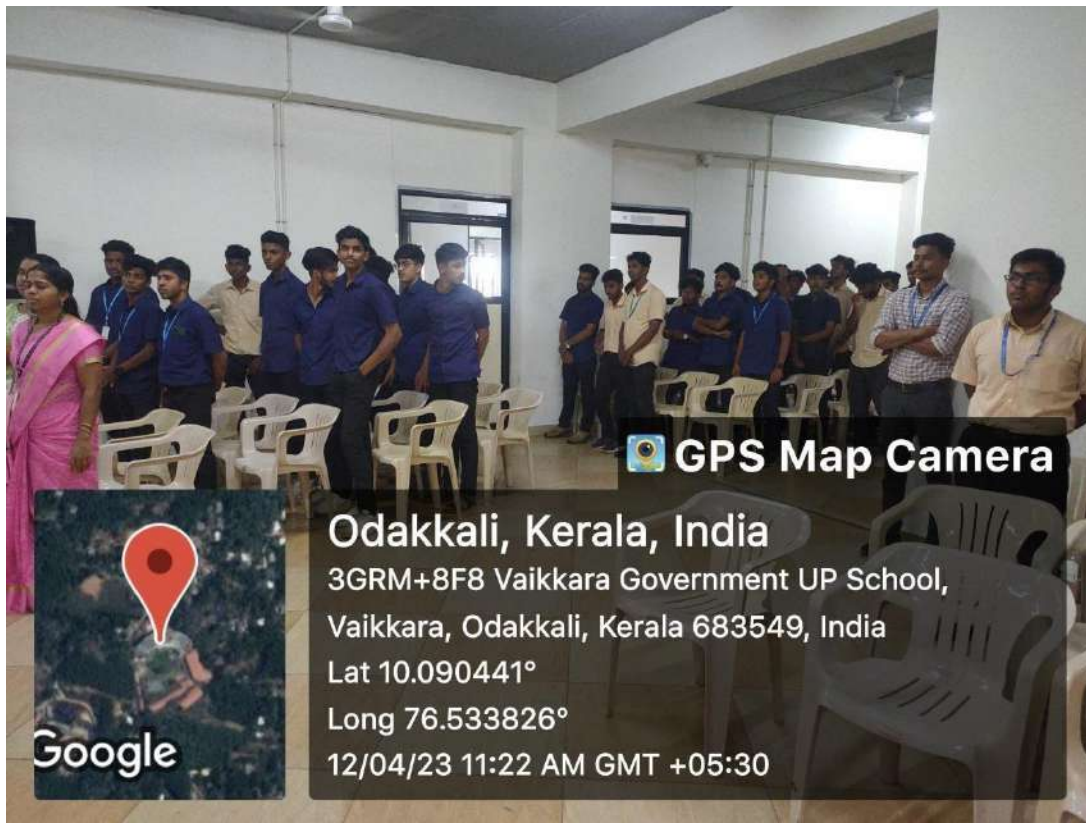 GPS Map Camera
Odakkali, Kerala, India
3GRM+8F8 Vaikkara Government UP School,
Vaikkara, Odakkali, Kerala 683549, India
Lat 10.090441°
Long 76.533826°
12/04/23 11:22 AM GMT +05:30
Google